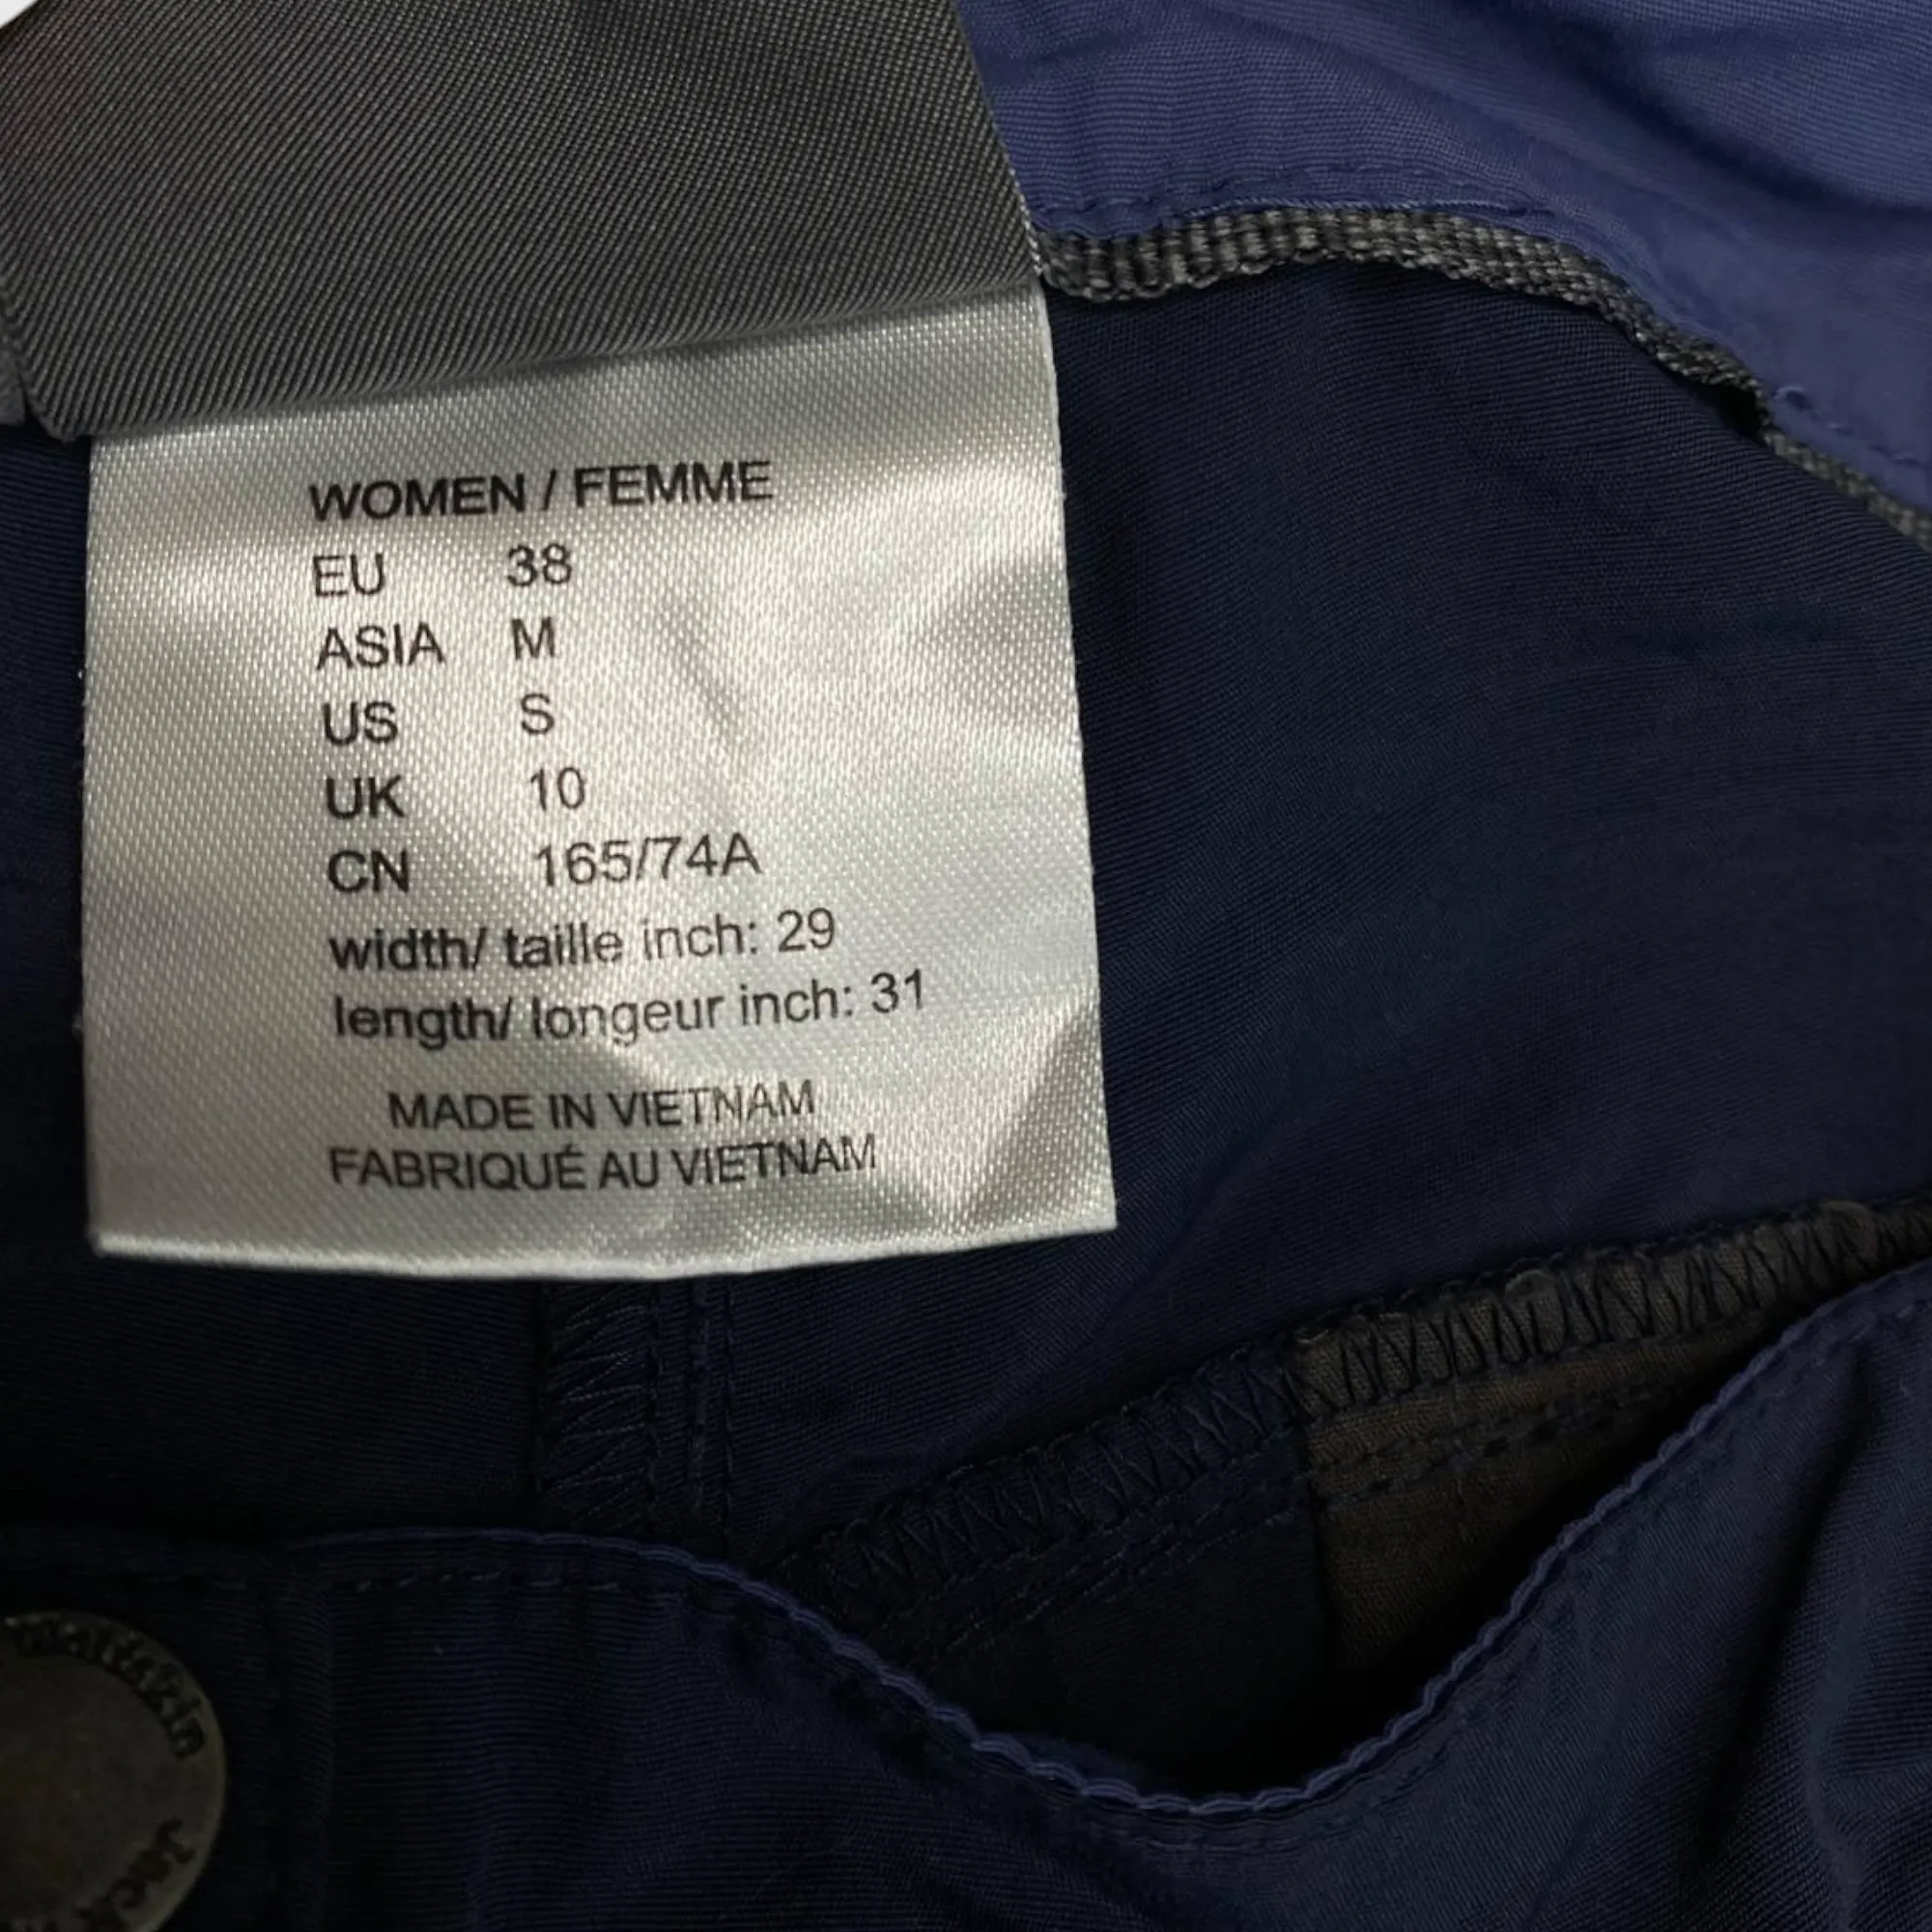 WOMEN / FEMME
EU 38
ASIA M
US S
UK 10
CN 165/74A
width/ taille inch: 29
length/ longeur inch: 31
MADE IN VIETNAM
FABRIQUÉ AU VIETNAM
Jack